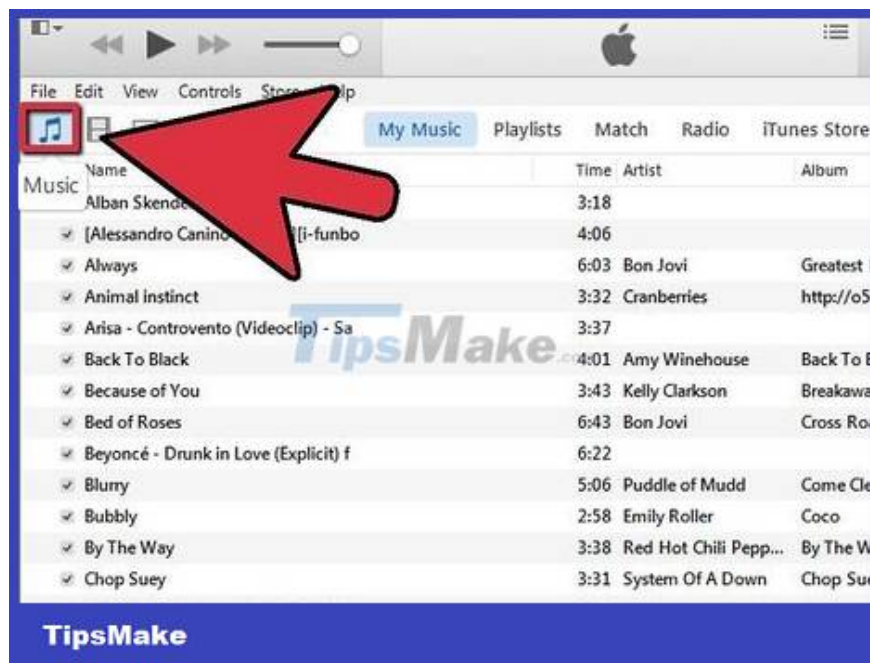 File Edit View Controls Store
My Music Playlists Match Radio iTunes Store
Name Time Artist Album
Music
Alban 3:18
[Alessandro 4:06
Always 6:03 Bon Jovi Greatest
Animal instinct 3:32 Cranberries http://o5
Arisa - Controvento (Videoclip) - Sa 3:37
TipsMake.com
Back To Black 4:01 Amy Winehouse Back To
Because of You 3:43 Kelly Clarkson Breakawa
Bed of Roses 6:43 Bon Jovi Cross Ro
Beyoncé - Drunk in Love (Explicit) f 6:22
Blurry 5:06 Puddle of Mudd Come Cle
Bubbly 2:58 Emily Roller Coco
By The Way 3:38 Red Hot Chili Pepp... By The W
Chop Suey 3:31 System Of A Down Chop Sue
TipsMake